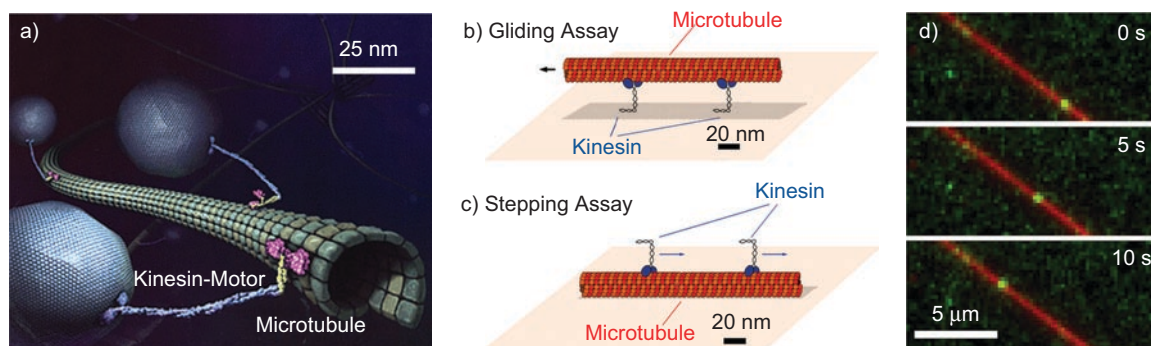 a)
25 nm
Kinesin-Motor
Microtubule
b) Gliding Assay
Microtubule
Kinesin
20 nm
c) Stepping Assay
Kinesin
Microtubule
20 nm
d)
0 s
5 s
10 s
5 μm